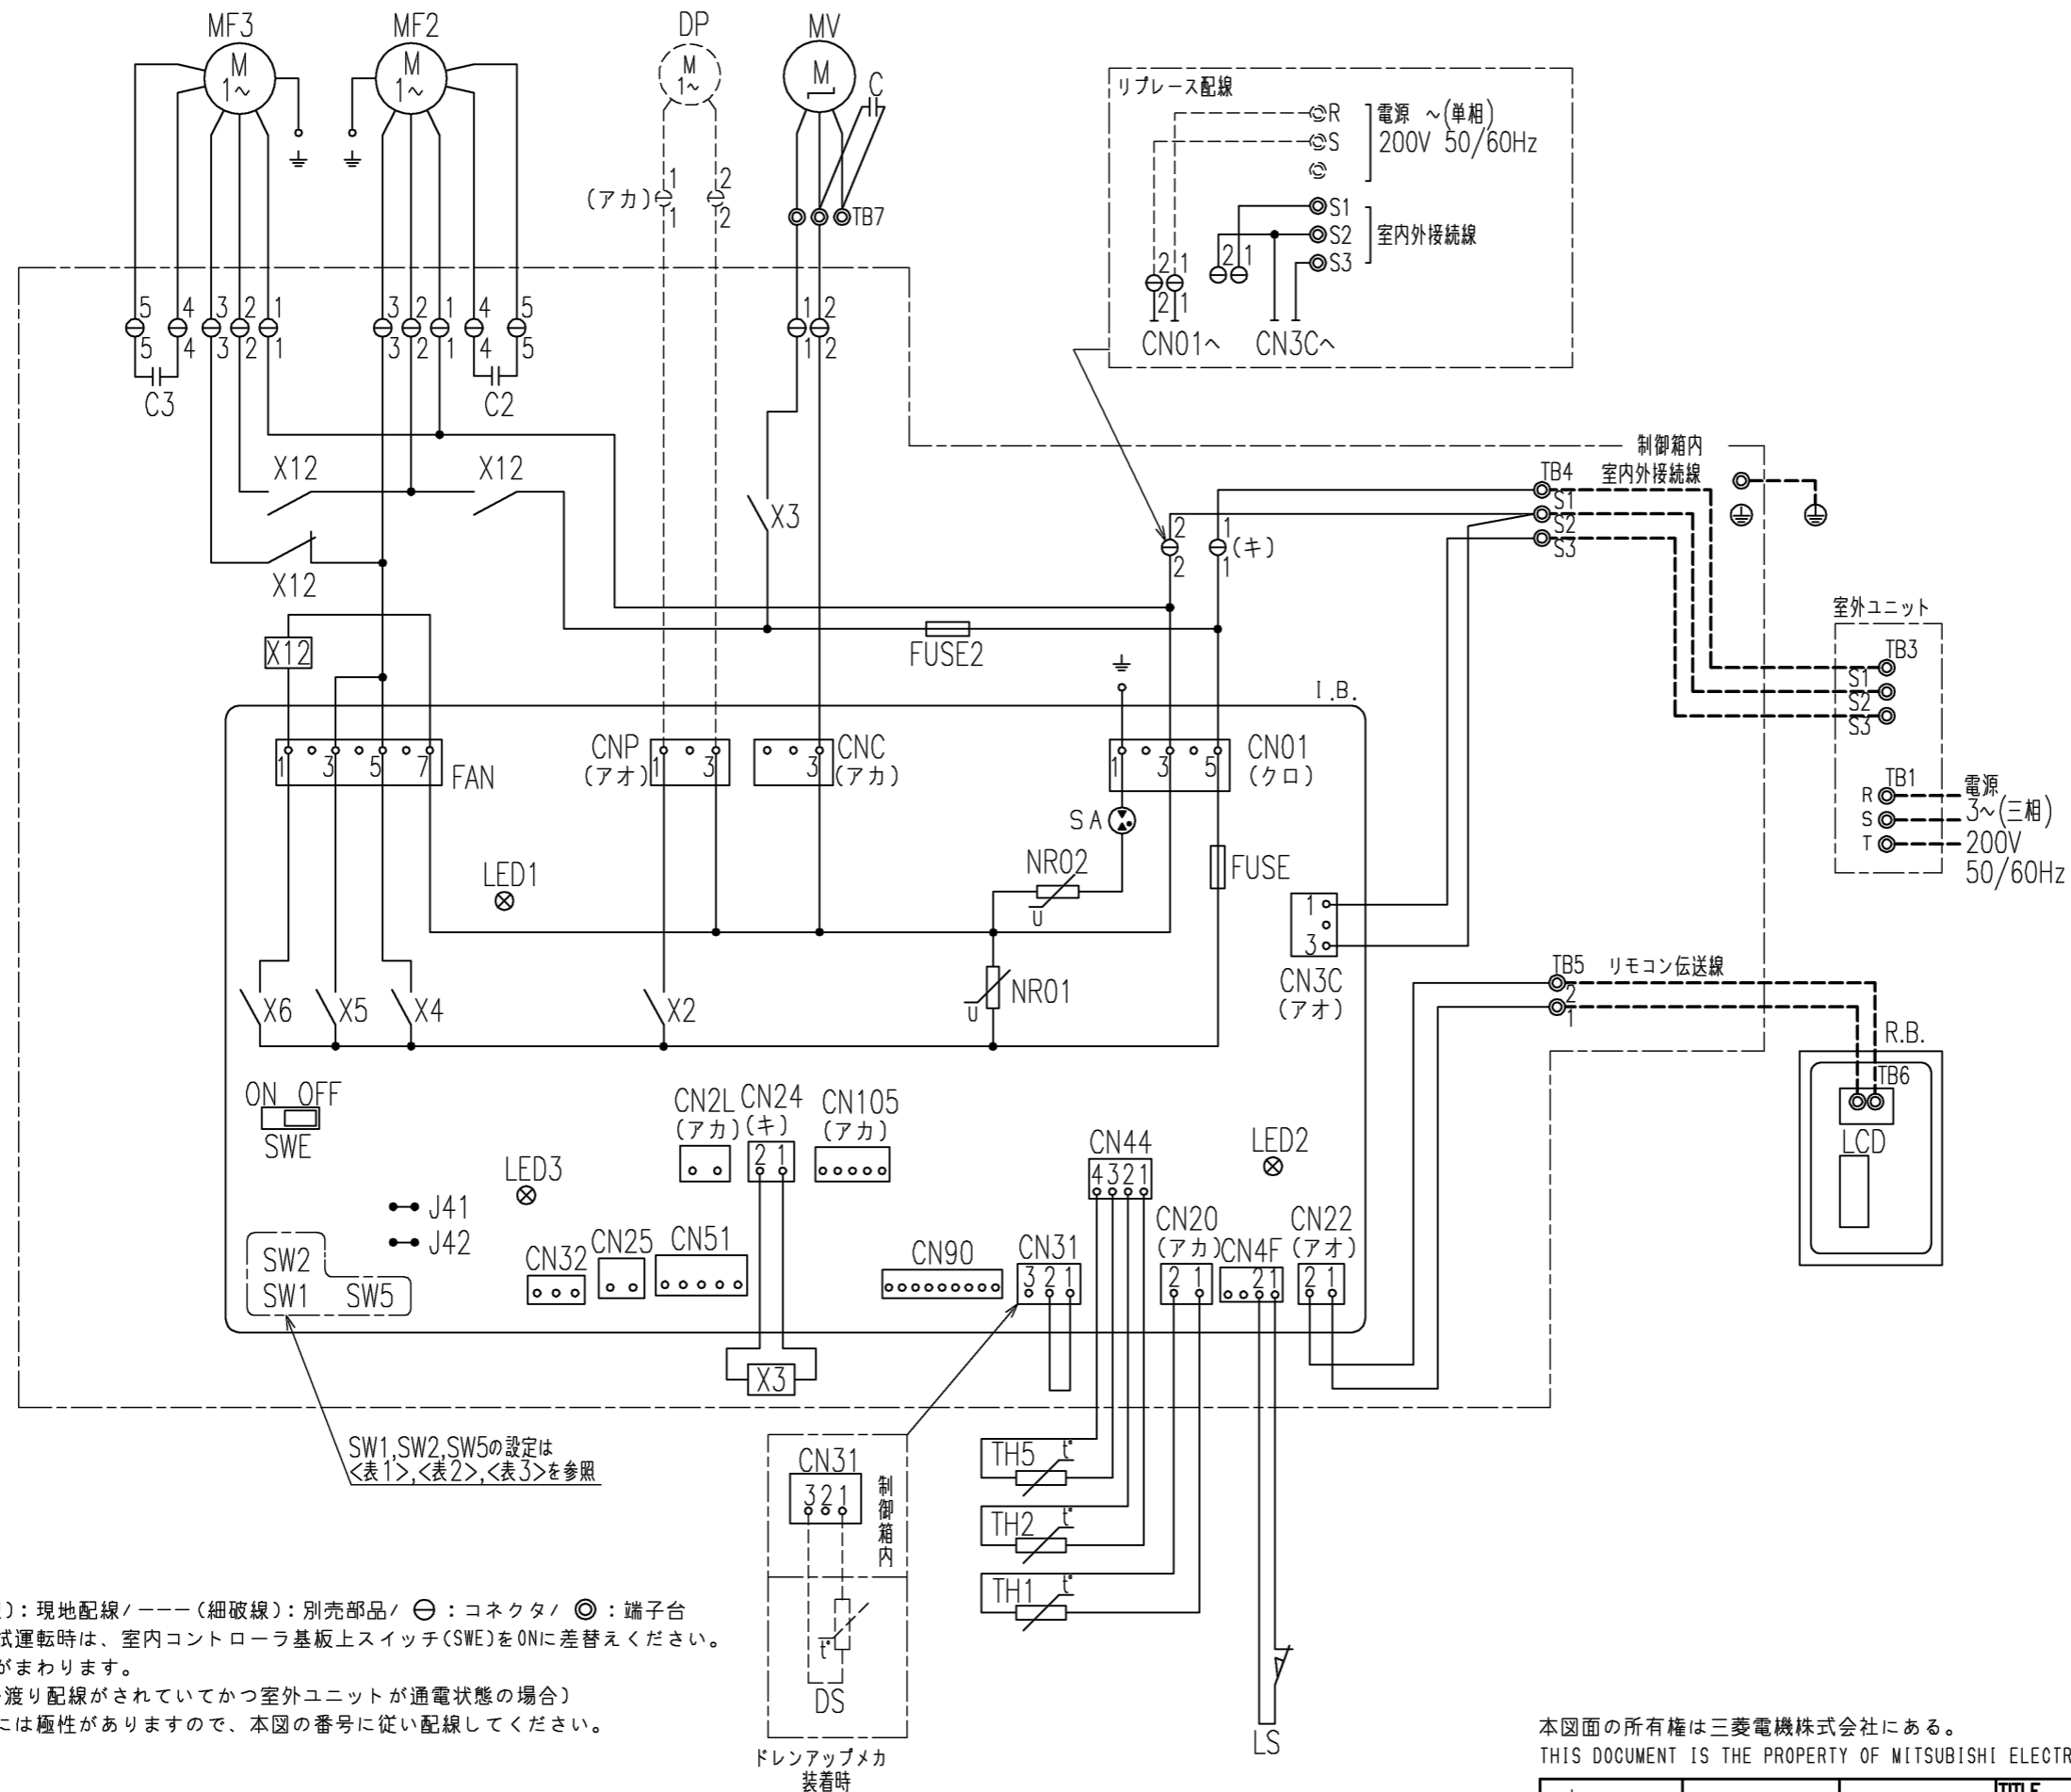 MF3
MF2
DP
MV
M
1~
M
1~
M
1~
M
C
(アカ)
1
2
1
2
TB7
リプレース配線
R
S
電源 ~(単相)
200V 50/60Hz
S1
S2
S3
室内外接続線
2 1
2 1
2 1
CN01へ
CN3Cへ
5 4 3 2 1
5 4 3 2 1
3 2 1 4 5
3 2 1 4 5
1 2
1 2
C3
C2
X12
X12
X12
X3
制御箱内
TB4
室内外接続線
S1
S2
S3
2
2
1
1
(キ)
X12
FUSE2
室外ユニット
TB3
S1
S2
S3
TB1
R
S
T
電源
3~(三相)
200V
50/60Hz
I.B.
1 3 5 7
FAN
CNP
(アオ)
1 3
CNC
(アカ)
3
CN01
(クロ)
1 3 5
SA
NR02
U
FUSE
LED1
1
3
CN3C
(アオ)
NR01
U
X6
X5
X4
X2
TB5
リモコン伝送線
2
1
R.B.
TB6
LCD
ON OFF
SWE
CN2L
(アカ)
CN24
(キ)
2 1
CN105
(アカ)
LED3
J41
J42
CN44
4321
LED2
SW2
SW1
SW5
CN32
CN25
CN51
CN90
CN31
3 2 1
CN20
(アカ)
2 1
CN4F
2 1
CN22
(アオ)
2 1
X3
SW1,SW2,SW5の設定は
<表1>,<表2>,<表3>を参照
CN31
3 2 1
制御箱内
t°
DS
ドレンアップメカ
装着時
TH5
t°
TH2
t°
TH1
t°
LS
):現地配線/---(細破線):別売部品/ :コネクタ/ :端子台
試運転時は、室内コントローラ基板上スイッチ(SWE)をONに差替えください。
がまわります。
渡り配線がされていてかつ室外ユニットが通電状態の場合)
には極性がありますので、本図の番号に従い配線してください。
本図面の所有権は三菱電機株式会社にある。
THIS DOCUMENT IS THE PROPERTY OF MITSUBISHI ELECTR
TITLE